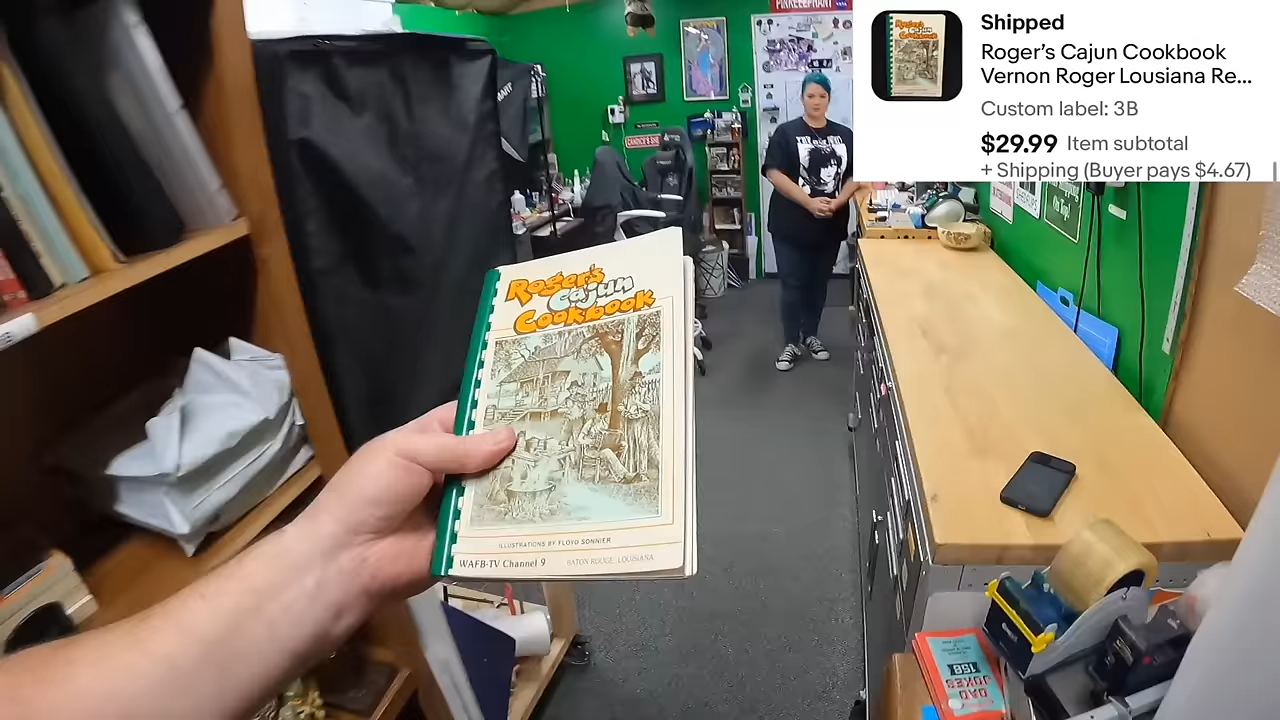 Shipped
Roger's Cajun Cookbook
Vernon Roger Lousiana Re...
Custom label: 3B
$29.99 Item subtotal
+ Shipping (Buyer pays $4.67)
PINKELEPHANT
Roger's
Cajun
Cookbook
ILLUSTRATIONS BY FLOYD SONNIER
WAFB-TV Channel 9 BATON ROUGE, LOUISIANA
DAD
JOKES